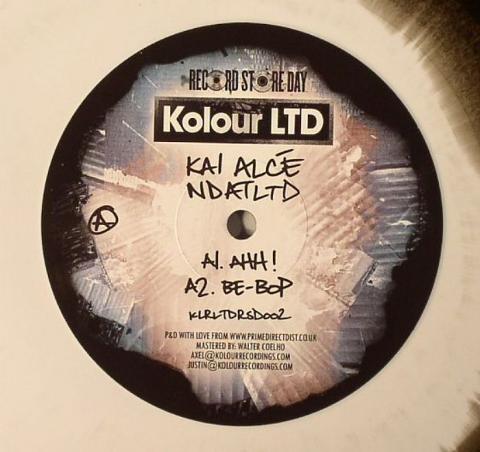 RECORD STORE DAY
Kolour LTD
KAI ALCÉ
NDATLTD
A
A1. AHH!
A2. BE-BOP
KLRLTDRSD002
P&D WITH LOVE FROM WWW.PRIMEDIRECTDIST.CO.UK
MASTERED BY: WALTER COELHO
AXEL@KOLOURRECORDINGS.COM
JUSTIN@KOLOURRECORDINGS.COM